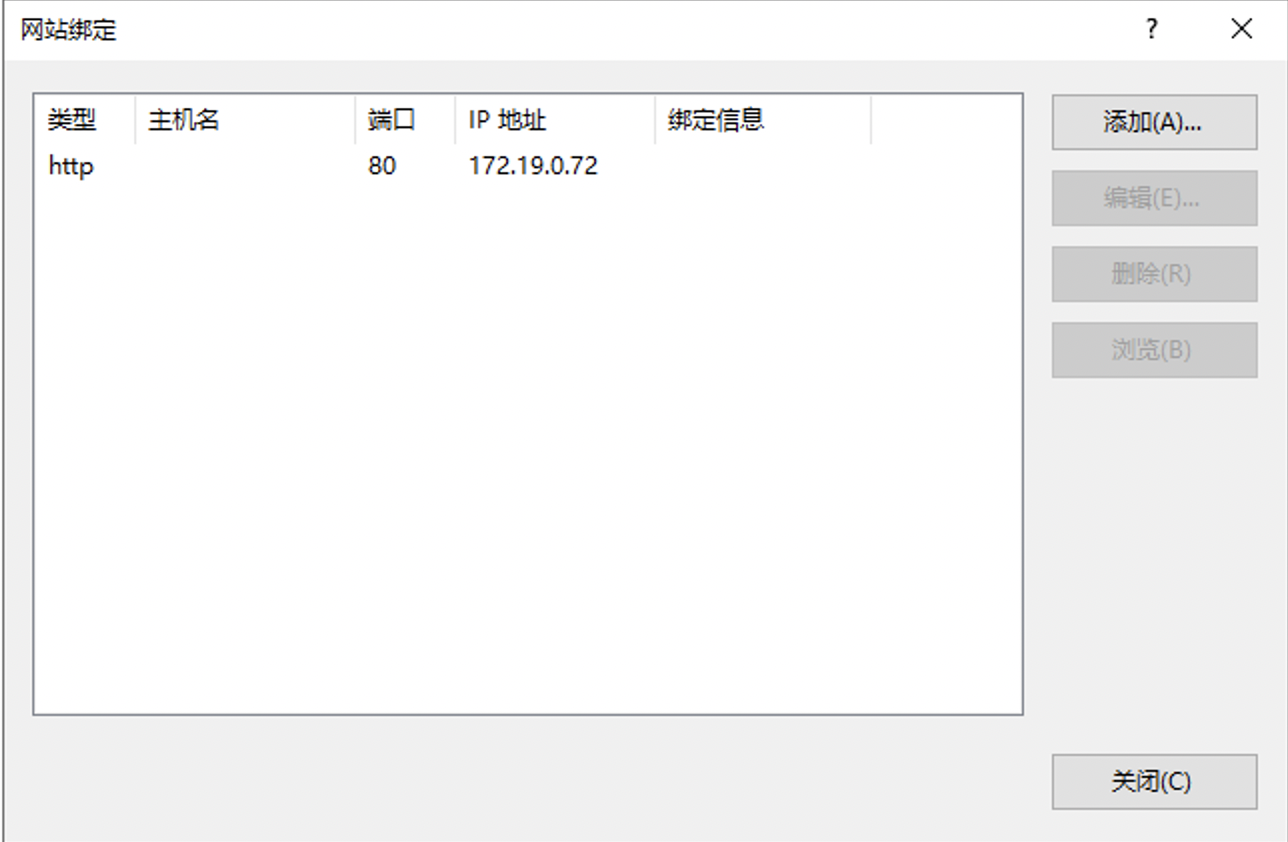 网站绑定 ? ×
类型 主机名 端口 IP 地址 绑定信息
http 80 172.19.0.72
添加(A)...
编辑(E)...
删除(R)
浏览(B)
关闭(C)